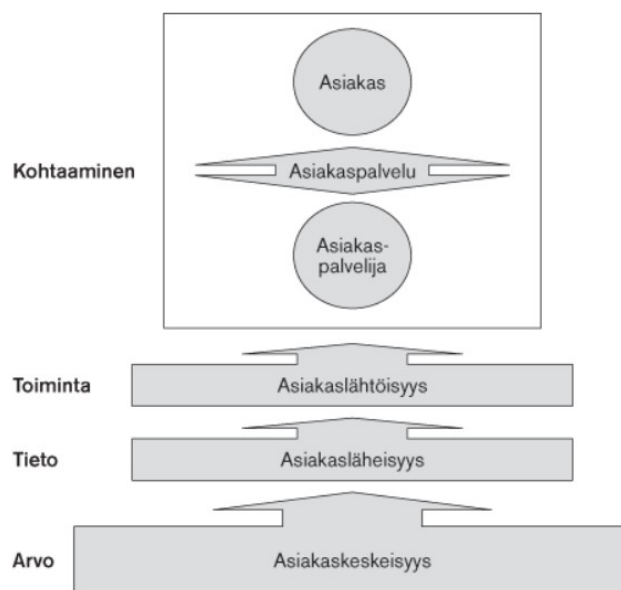 Asiakas
Kohtaaminen
Asiakaspalvelu
Asiakas-
palvelija
Toiminta
Asiakaslähtöisyys
Tieto
Asiakasläheisyys
Arvo
Asiakaskeskeisyys